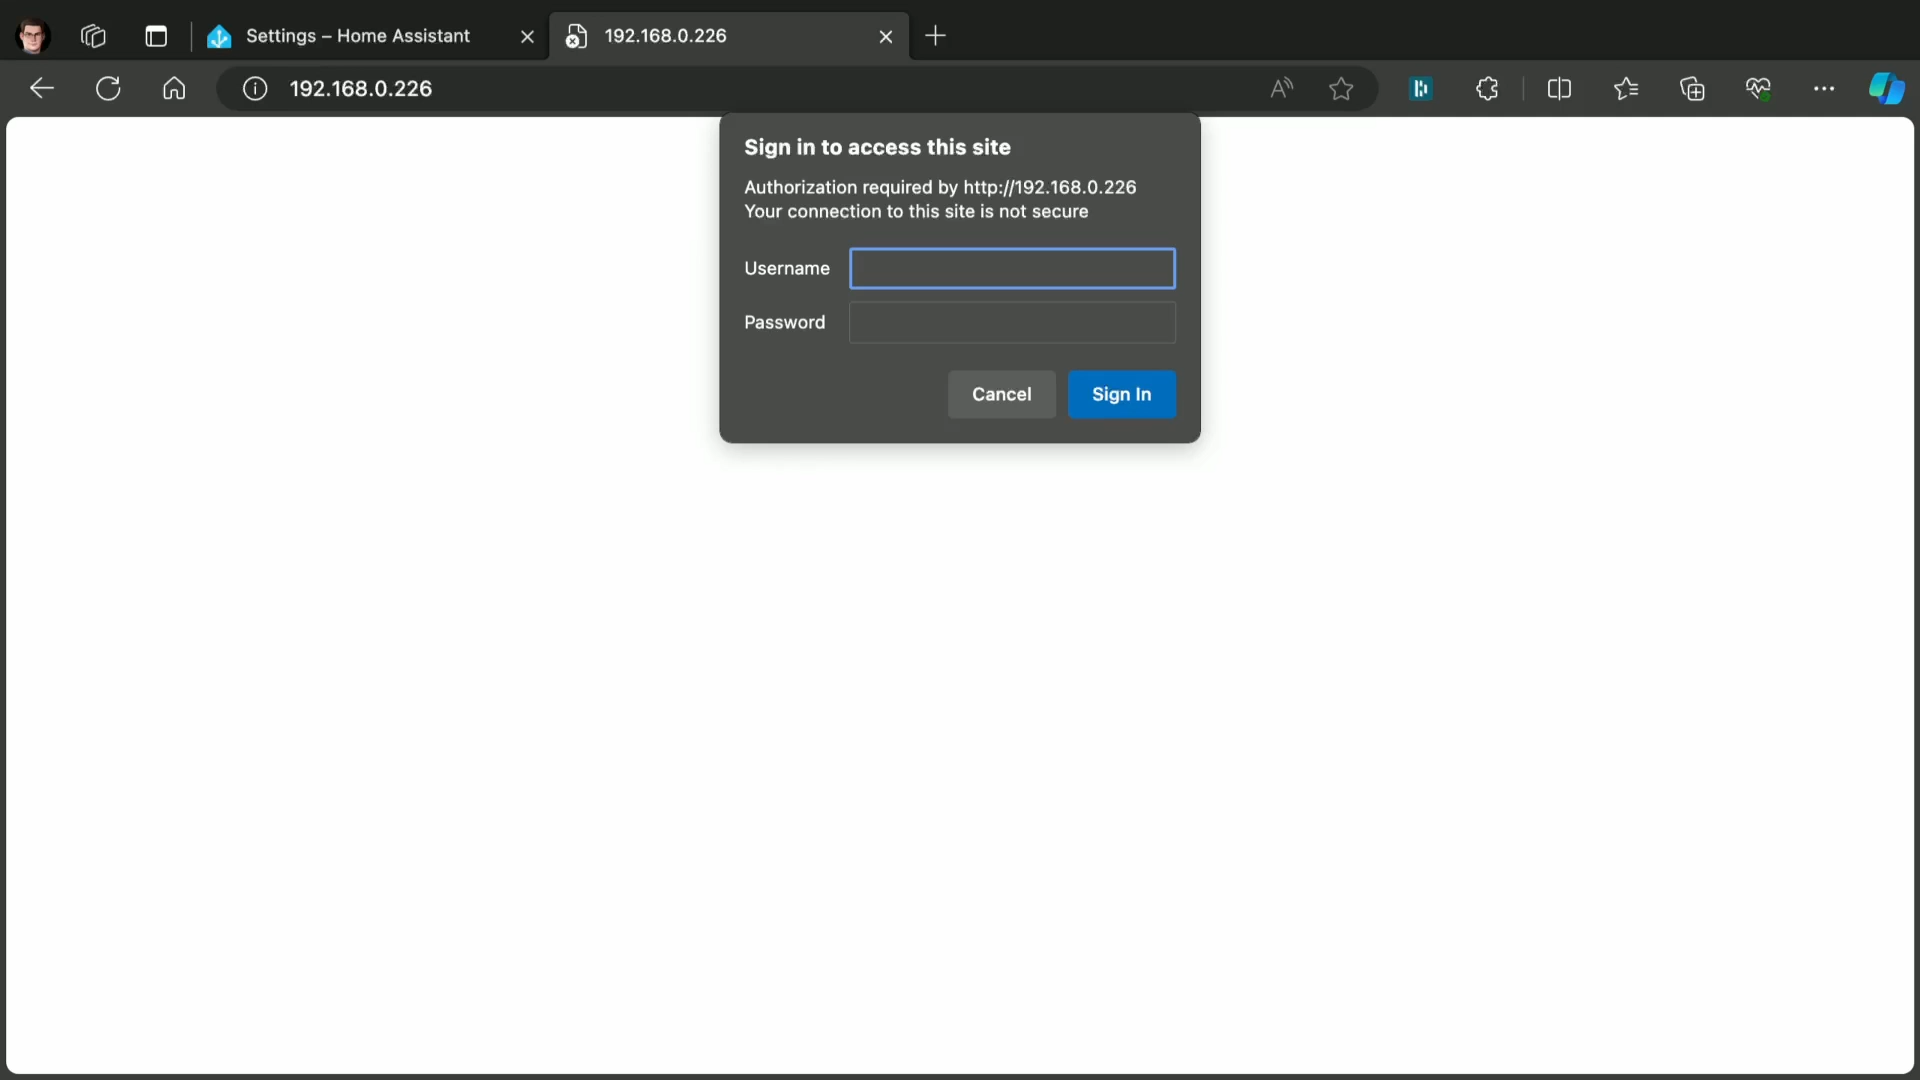 Settings – Home Assistant
192.168.0.226
192.168.0.226
Sign in to access this site
Authorization required by http://192.168.0.226
Your connection to this site is not secure
Username
Password
Cancel
Sign In